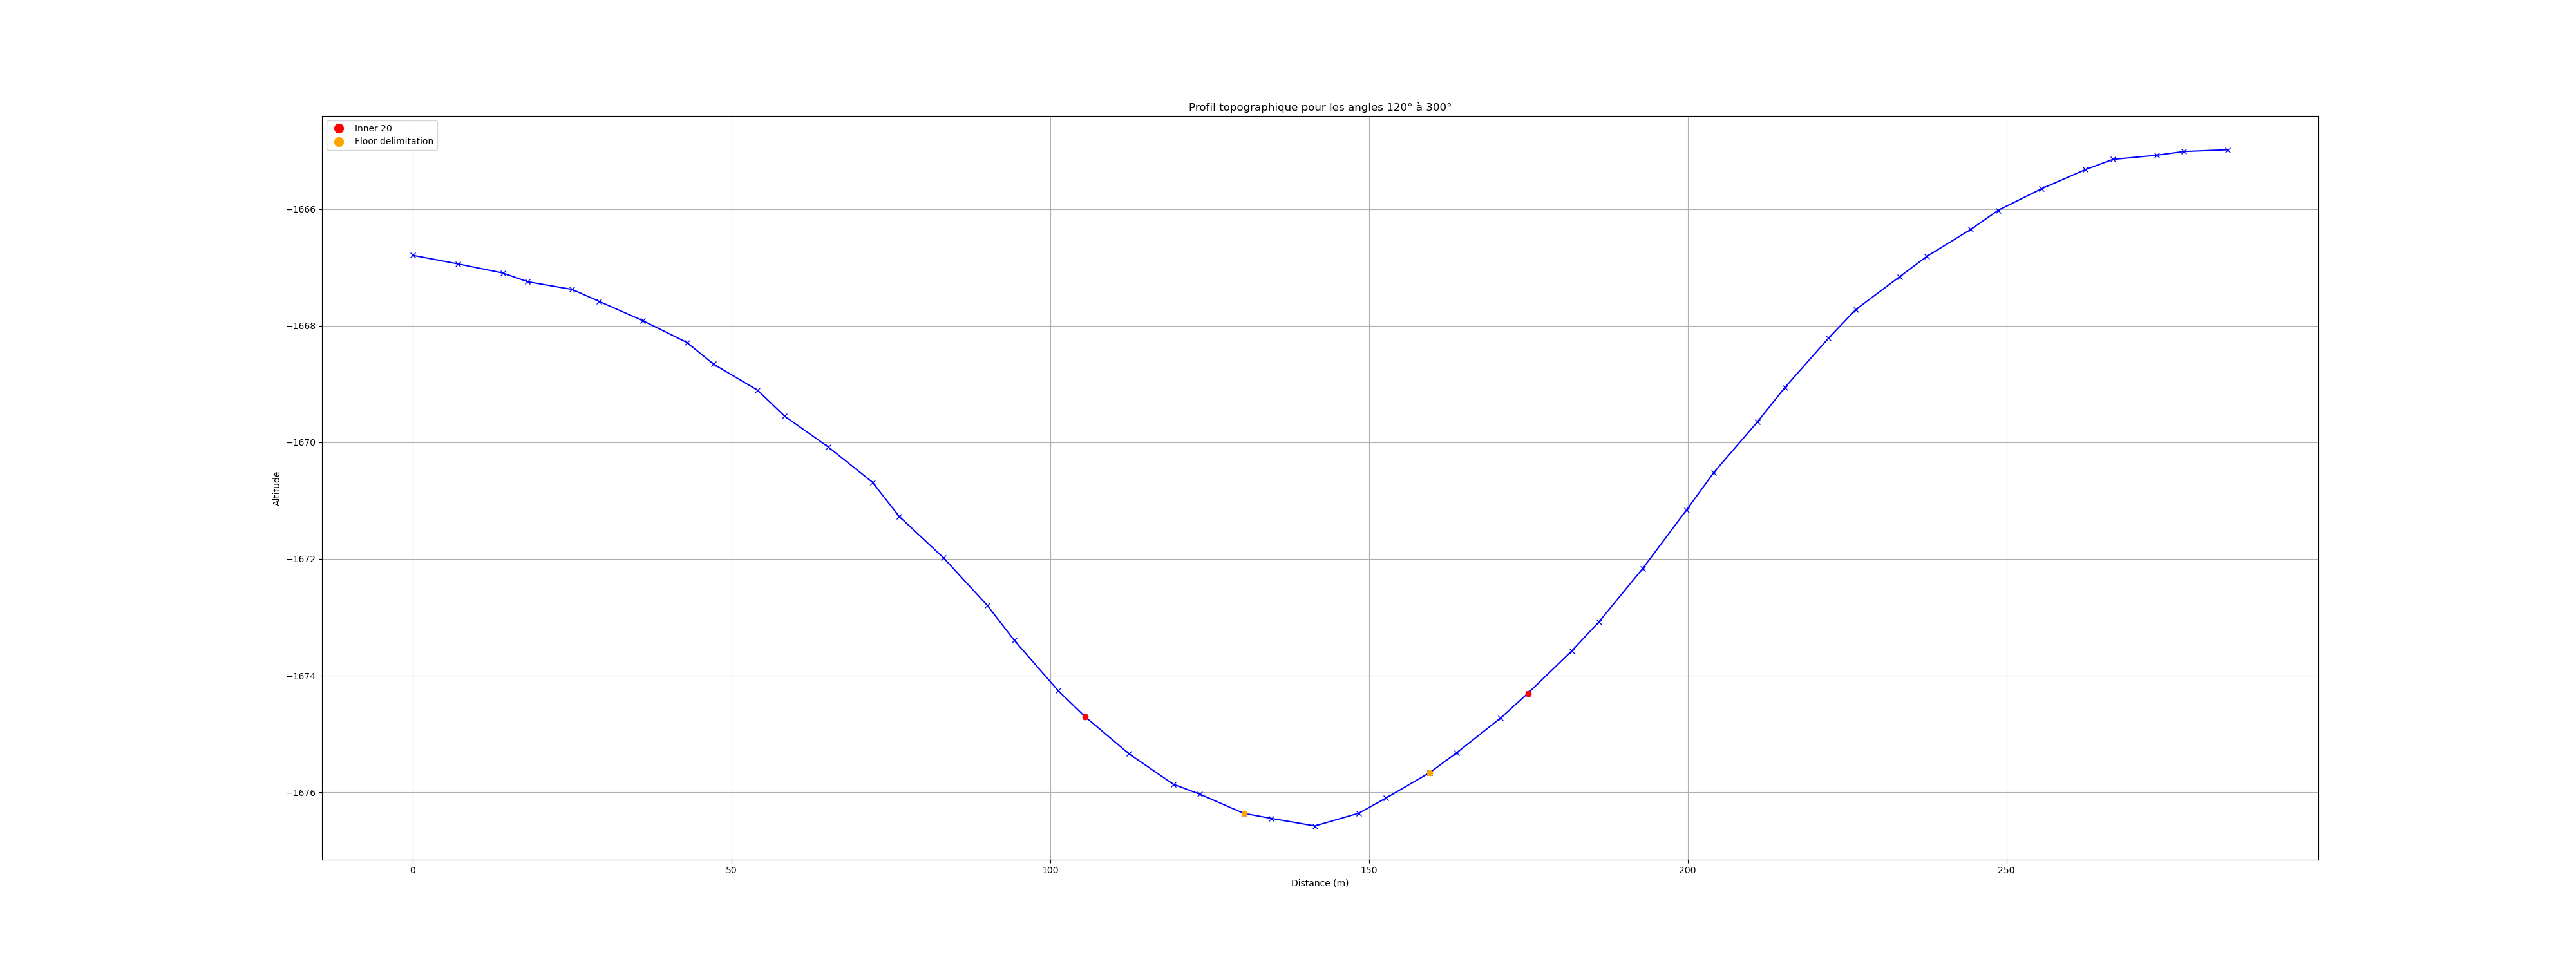 Profil topographique pour les angles 120° à 300°
Inner 20
Floor delimitation
Altitude
−1666
−1668
−1670
−1672
−1674
−1676
0
50
100
150
200
250
Distance (m)